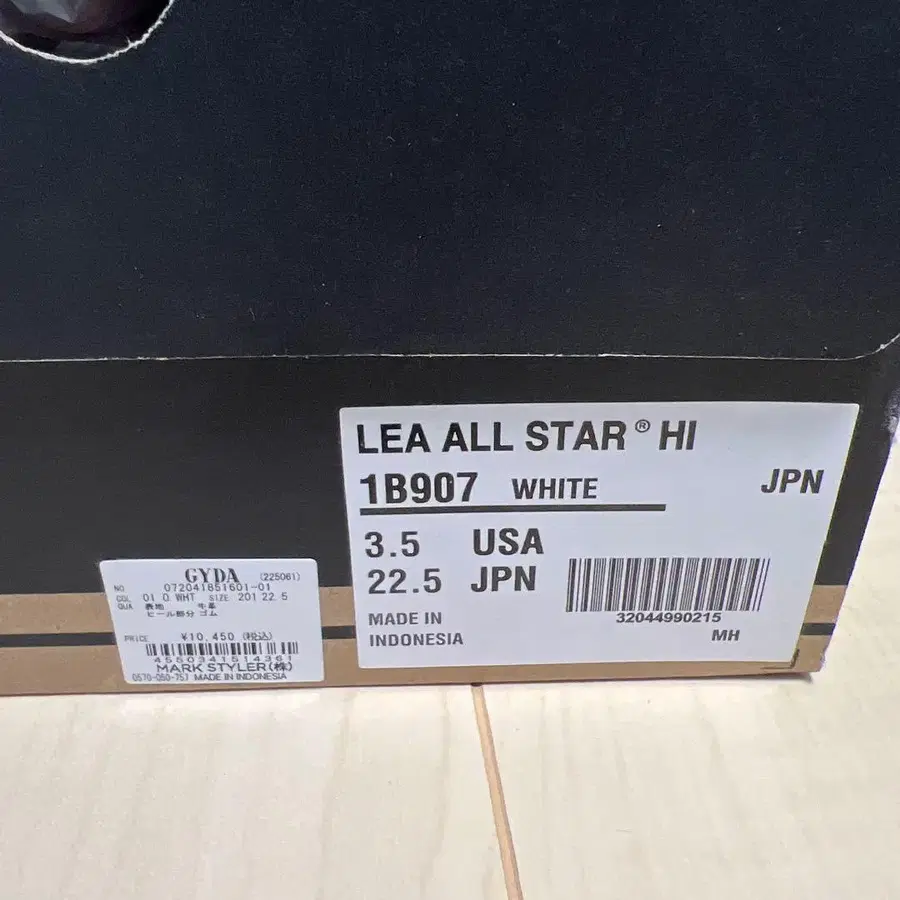 LEA ALL STAR® HI
1B907 WHITE JPN
3.5 USA
22.5 JPN
MADE IN
INDONESIA
32044990215
MH
GYDA (225061)
NO 072041851601-01
COL 01 O WHT SIZE 201 22.5
QUA 表地 牛革
ヒール部分 ゴム
PRICE ¥10,450 (税込)
4550341514361
MARK STYLER(株)
0570-050-757 MADE IN INDONESIA